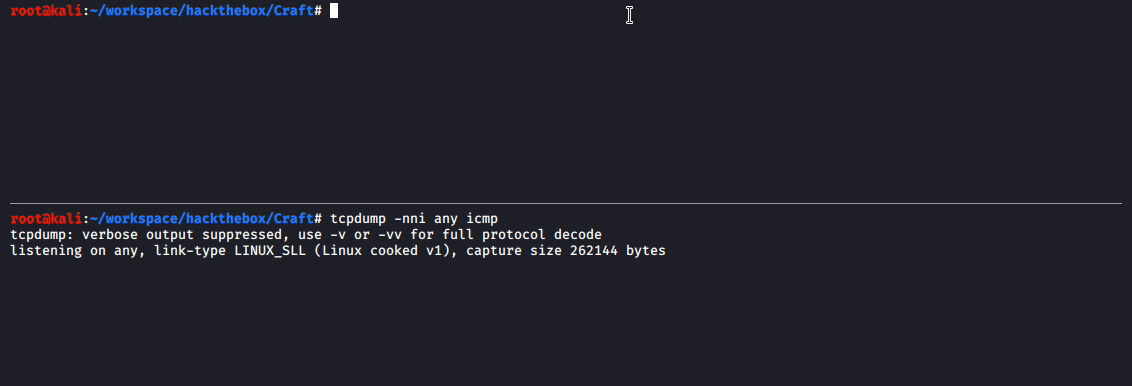 root@kali:~/workspace/hackthebox/Craft#
root@kali:~/workspace/hackthebox/Craft# tcpdump -nni any icmp
tcpdump: verbose output suppressed, use -v or -vv for full protocol decode
listening on any, link-type LINUX_SLL (Linux cooked v1), capture size 262144 bytes